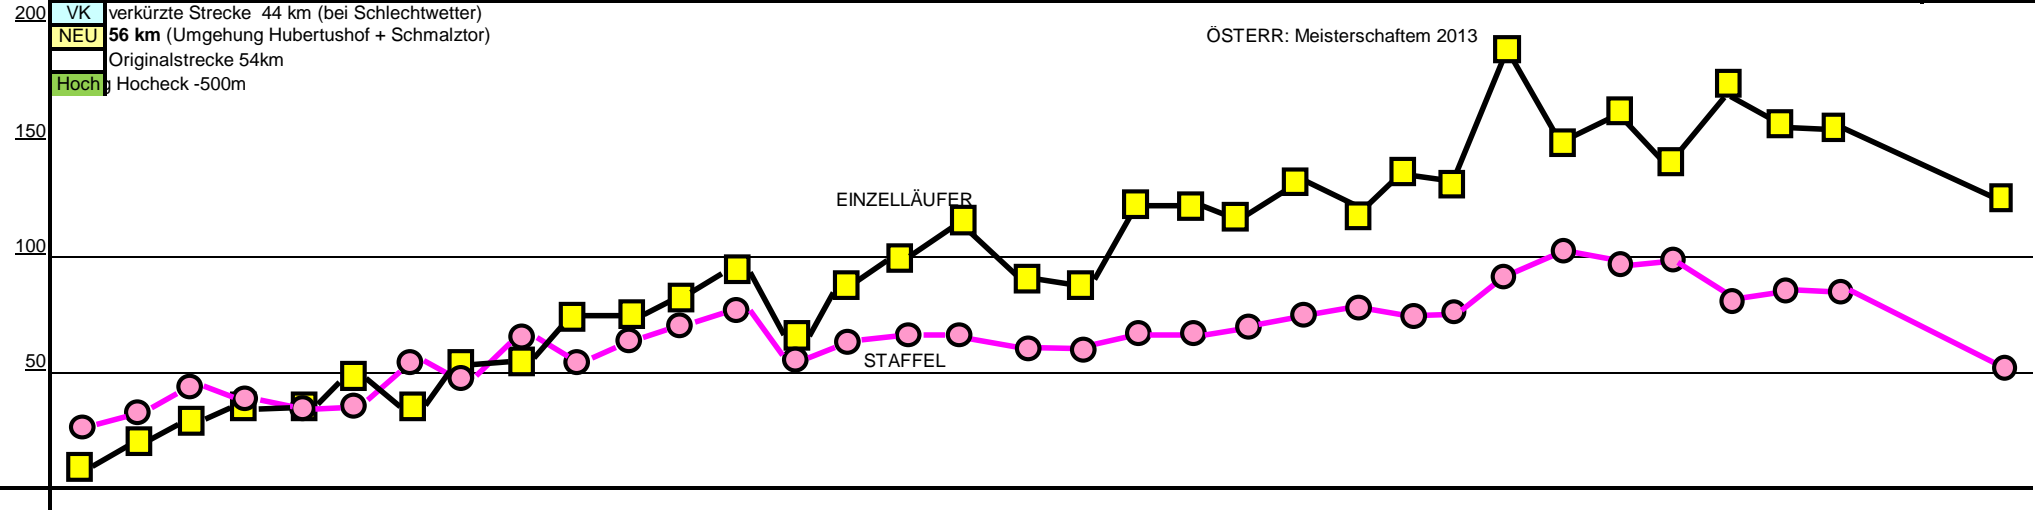 200
VK verkürzte Strecke 44 km (bei Schlechtwetter)
NEU 56 km (Umgehung Hubertushof + Schmalztor)
ÖSTERR: Meisterschaftem 2013
Originalstrecke 54km
Hochg Hocheck -500m
150
EINZELLÄUFER
100
STAFFEL
50